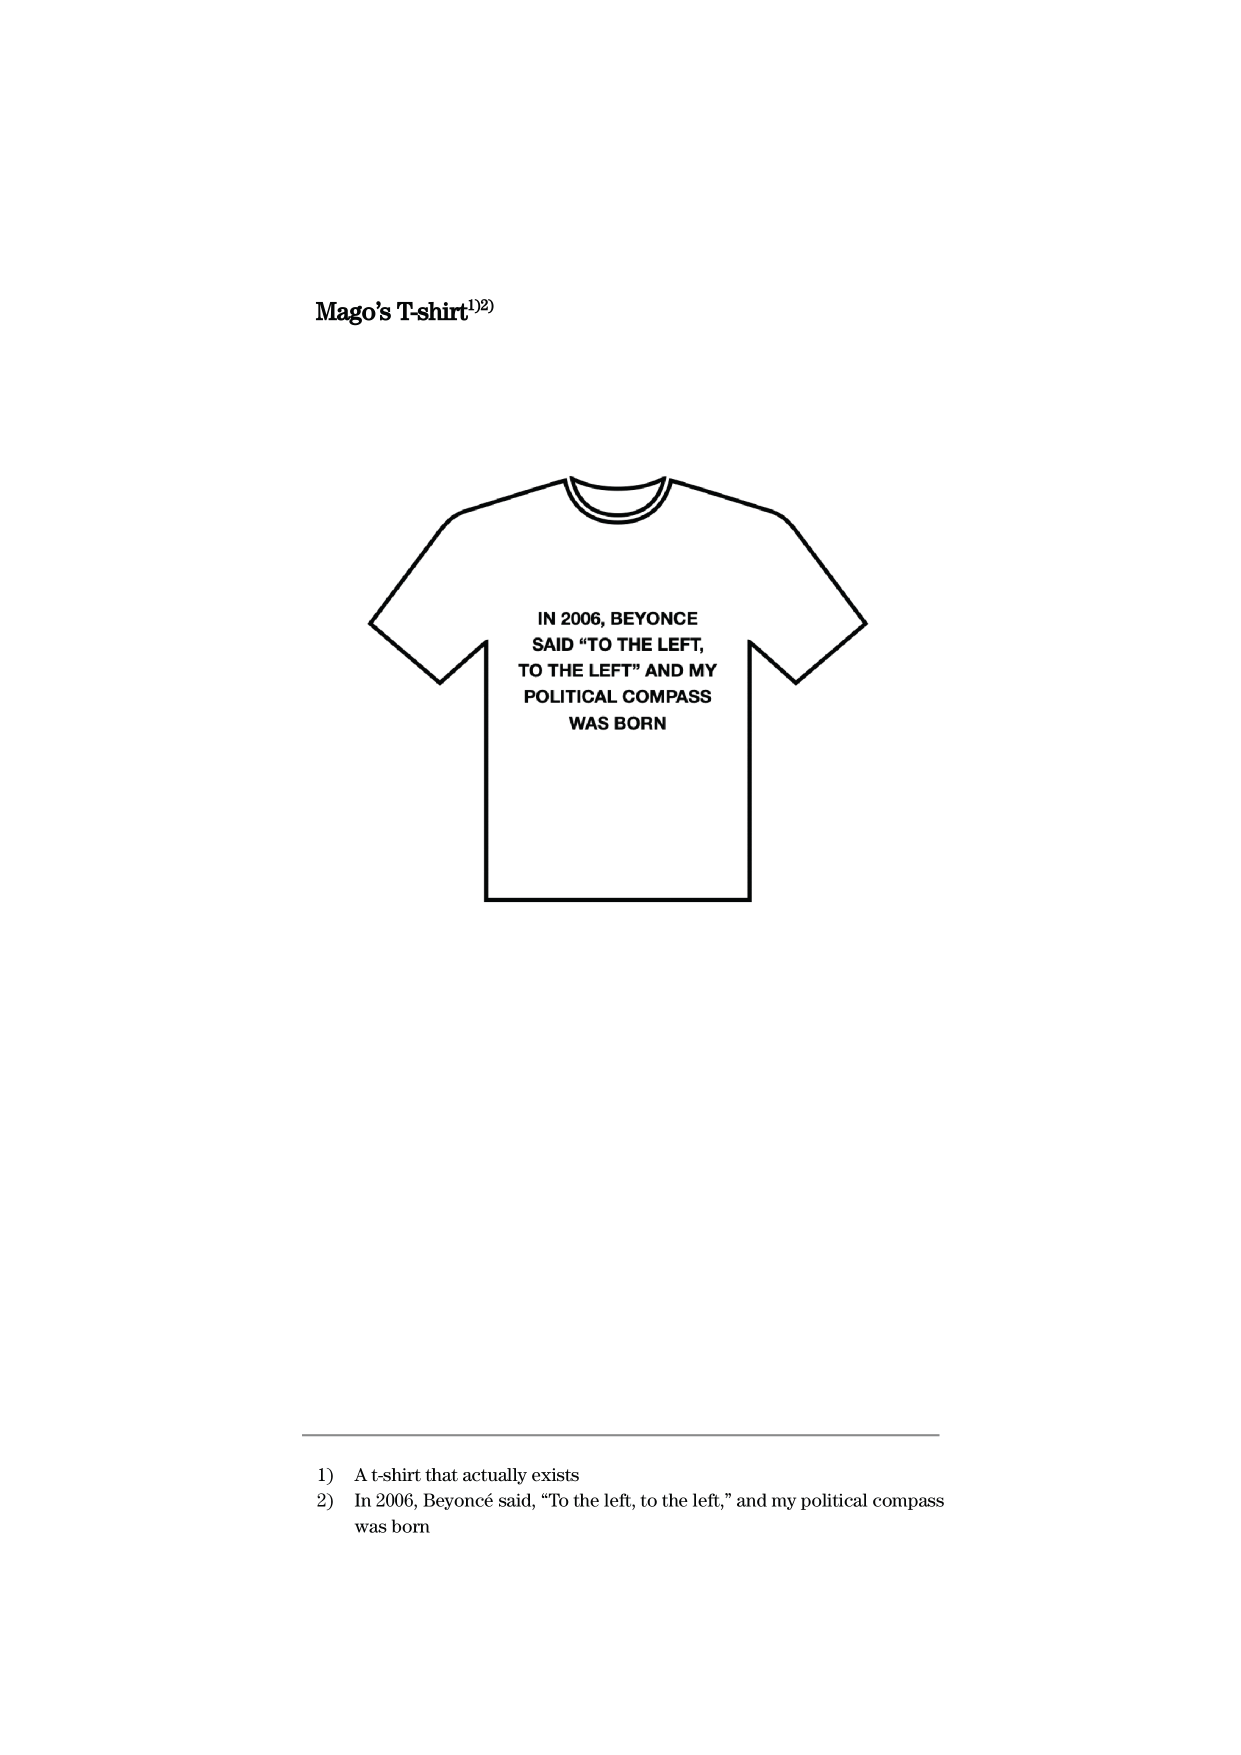 Mago’s T-shirt1)2)
IN 2006, BEYONCE
SAID “TO THE LEFT,
TO THE LEFT” AND MY
POLITICAL COMPASS
WAS BORN
1) A t-shirt that actually exists
2) In 2006, Beyoncé said, “To the left, to the left,” and my political compass
was born